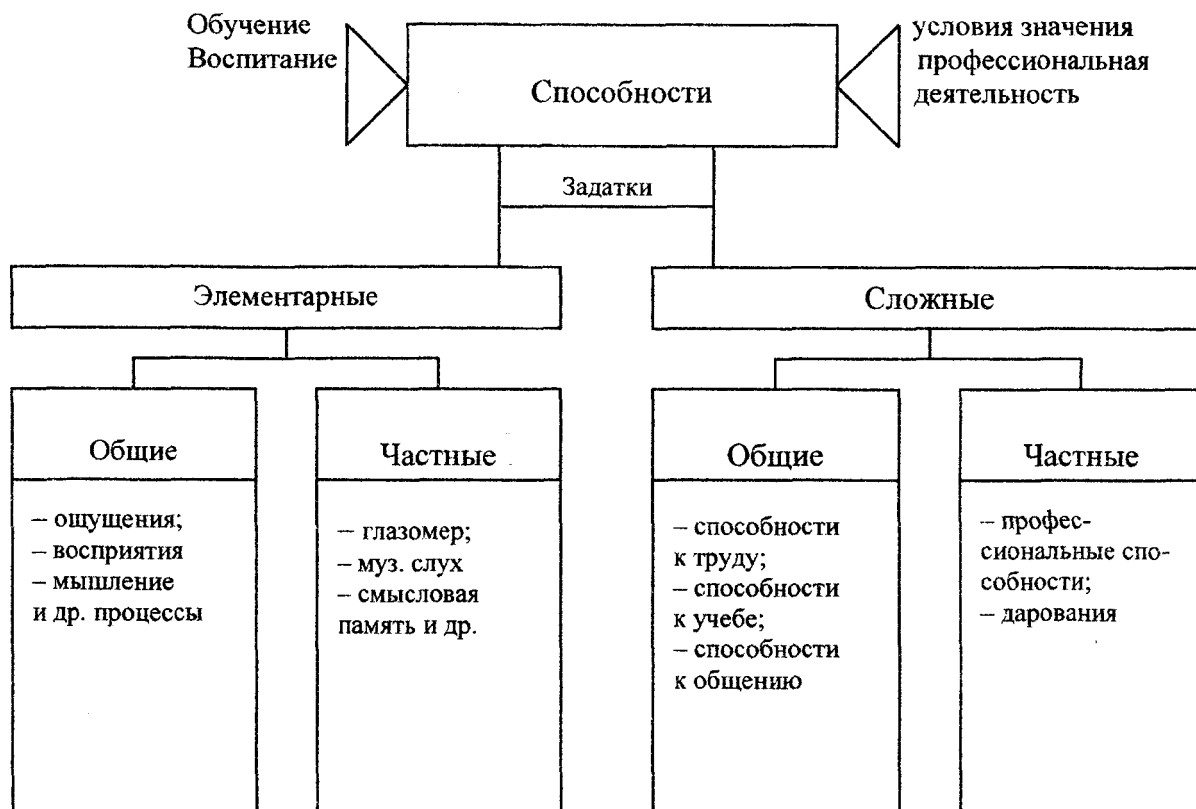 Обучение
Воспитание
Способности
условия значения
профессиональная
деятельность
Задатки
Элементарные
Сложные
Общие
– ощущения;
– восприятия
– мышление
и др. процессы
Частные
– глазомер;
– муз. слух
– смысловая
память и др.
Общие
– способности
к труду;
– способности
к учебе;
– способности
к общению
Частные
– профес-
сиональные спо-
собности;
– дарования